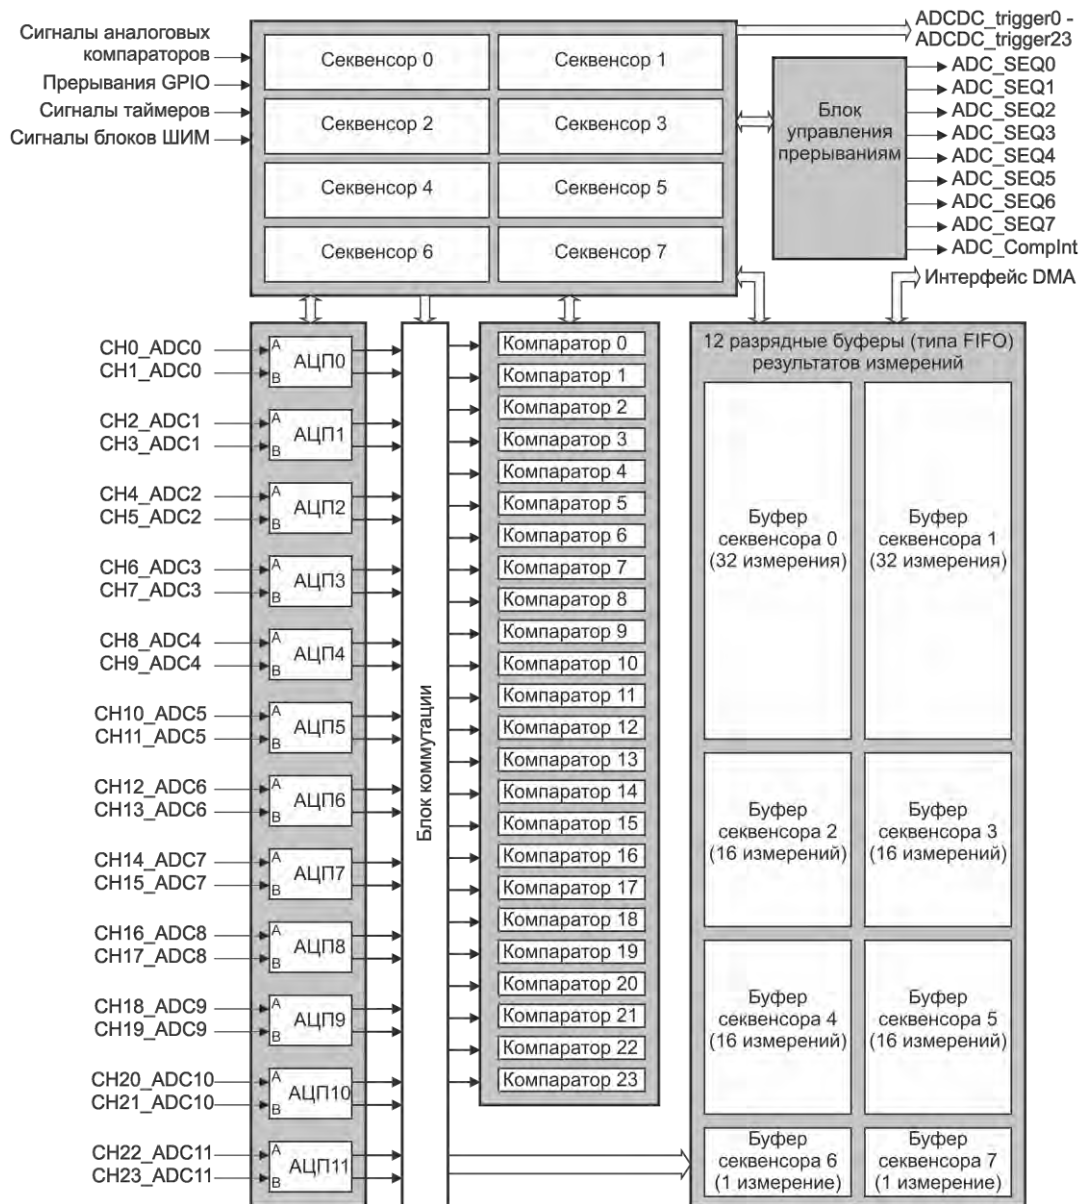 Сигналы аналоговых
компараторов
Прерывания GPIO
Сигналы таймеров
Сигналы блоков ШИМ
Секвенсор 0
Секвенсор 1
Секвенсор 2
Секвенсор 3
Секвенсор 4
Секвенсор 5
Секвенсор 6
Секвенсор 7
ADCDC_trigger0 -
ADCDC_trigger23
Блок
управления
прерываниям
ADC_SEQ0
ADC_SEQ1
ADC_SEQ2
ADC_SEQ3
ADC_SEQ4
ADC_SEQ5
ADC_SEQ6
ADC_SEQ7
ADC_CompInt
Интерфейс DMA
CH0_ADC0
CH1_ADC0
A
B
АЦП0
CH2_ADC1
CH3_ADC1
A
B
АЦП1
CH4_ADC2
CH5_ADC2
A
B
АЦП2
CH6_ADC3
CH7_ADC3
A
B
АЦП3
CH8_ADC4
CH9_ADC4
A
B
АЦП4
CH10_ADC5
CH11_ADC5
A
B
АЦП5
CH12_ADC6
CH13_ADC6
A
B
АЦП6
CH14_ADC7
CH15_ADC7
A
B
АЦП7
CH16_ADC8
CH17_ADC8
A
B
АЦП8
CH18_ADC9
CH19_ADC9
A
B
АЦП9
CH20_ADC10
CH21_ADC10
A
B
АЦП10
CH22_ADC11
CH23_ADC11
A
B
АЦП11
Блок коммутации
Компаратор 0
Компаратор 1
Компаратор 2
Компаратор 3
Компаратор 4
Компаратор 5
Компаратор 6
Компаратор 7
Компаратор 8
Компаратор 9
Компаратор 10
Компаратор 11
Компаратор 12
Компаратор 13
Компаратор 14
Компаратор 15
Компаратор 16
Компаратор 17
Компаратор 18
Компаратор 19
Компаратор 20
Компаратор 21
Компаратор 22
Компаратор 23
12 разрядные буферы (типа FIFO)
результатов измерений
Буфер
секвенсора 0
(32 измерения)
Буфер
секвенсора 1
(32 измерения)
Буфер
секвенсора 2
(16 измерений)
Буфер
секвенсора 3
(16 измерений)
Буфер
секвенсора 4
(16 измерений)
Буфер
секвенсора 5
(16 измерений)
Буфер
секвенсора 6
(1 измерение)
Буфер
секвенсора 7
(1 измерение)